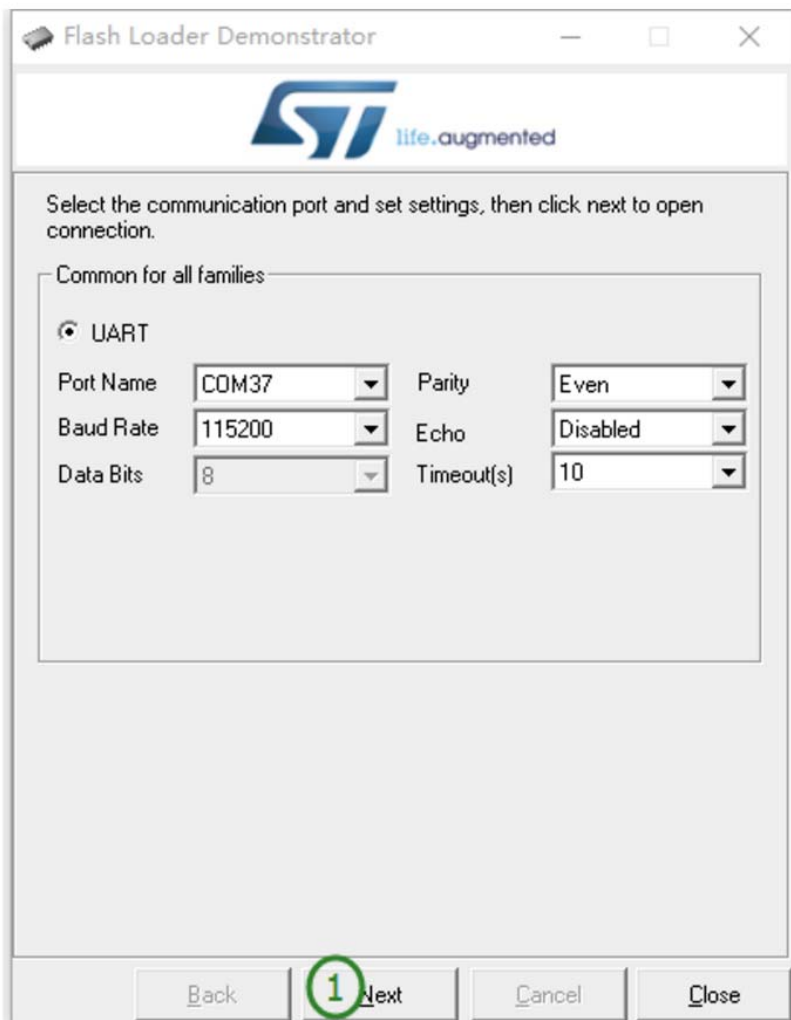 Flash Loader Demonstrator
ST life.augmented
Select the communication port and set settings, then click next to open
connection.
Common for all families
UART
Port Name COM37 Parity Even
Baud Rate 115200 Echo Disabled
Data Bits 8 Timeout(s) 10
Back 1 Next Cancel Close